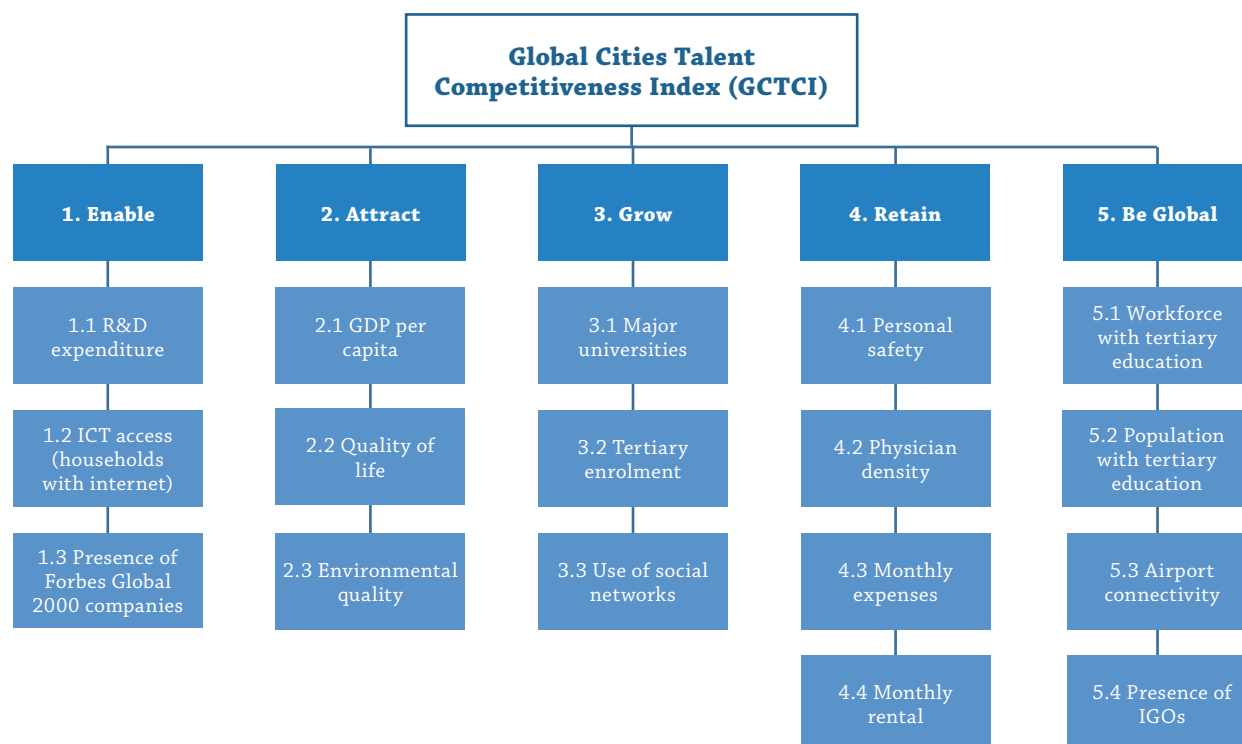 Global Cities Talent
Competitiveness Index (GCTCI)
1. Enable
1.1 R&D
expenditure
1.2 ICT access
(households
with internet)
1.3 Presence of
Forbes Global
2000 companies
2. Attract
2.1 GDP per
capita
2.2 Quality of
life
2.3 Environmental
quality
3. Grow
3.1 Major
universities
3.2 Tertiary
enrolment
3.3 Use of social
networks
4. Retain
4.1 Personal
safety
4.2 Physician
density
4.3 Monthly
expenses
4.4 Monthly
rental
5. Be Global
5.1 Workforce
with tertiary
education
5.2 Population
with tertiary
education
5.3 Airport
connectivity
5.4 Presence of
IGOs